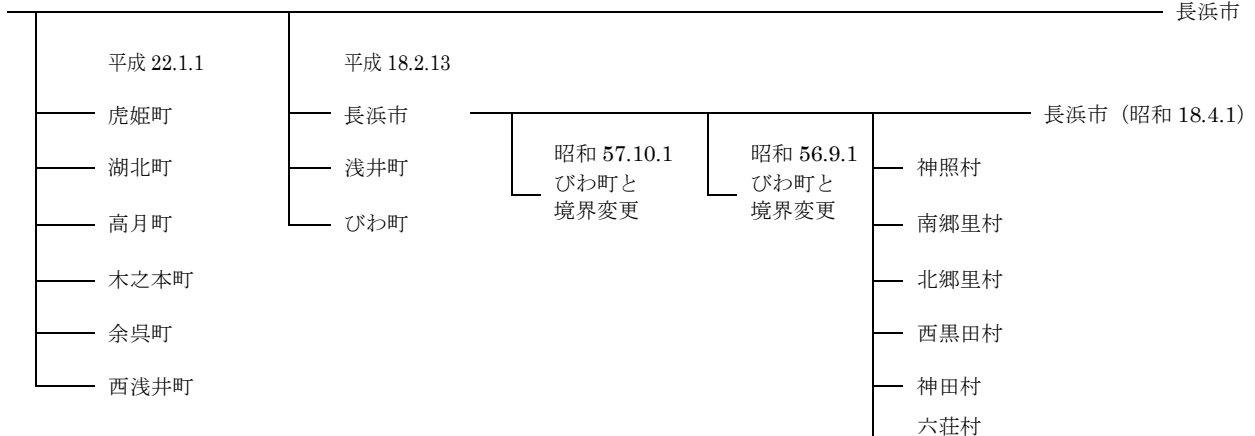 長浜市
平成 22.1.1
虎姫町
湖北町
高月町
木之本町
余呉町
西浅井町
平成 18.2.13
長浜市
浅井町
びわ町
昭和 57.10.1
びわ町と
境界変更
昭和 56.9.1
びわ町と
境界変更
長浜市（昭和 18.4.1）
神照村
南郷里村
北郷里村
西黒田村
神田村
六荘村